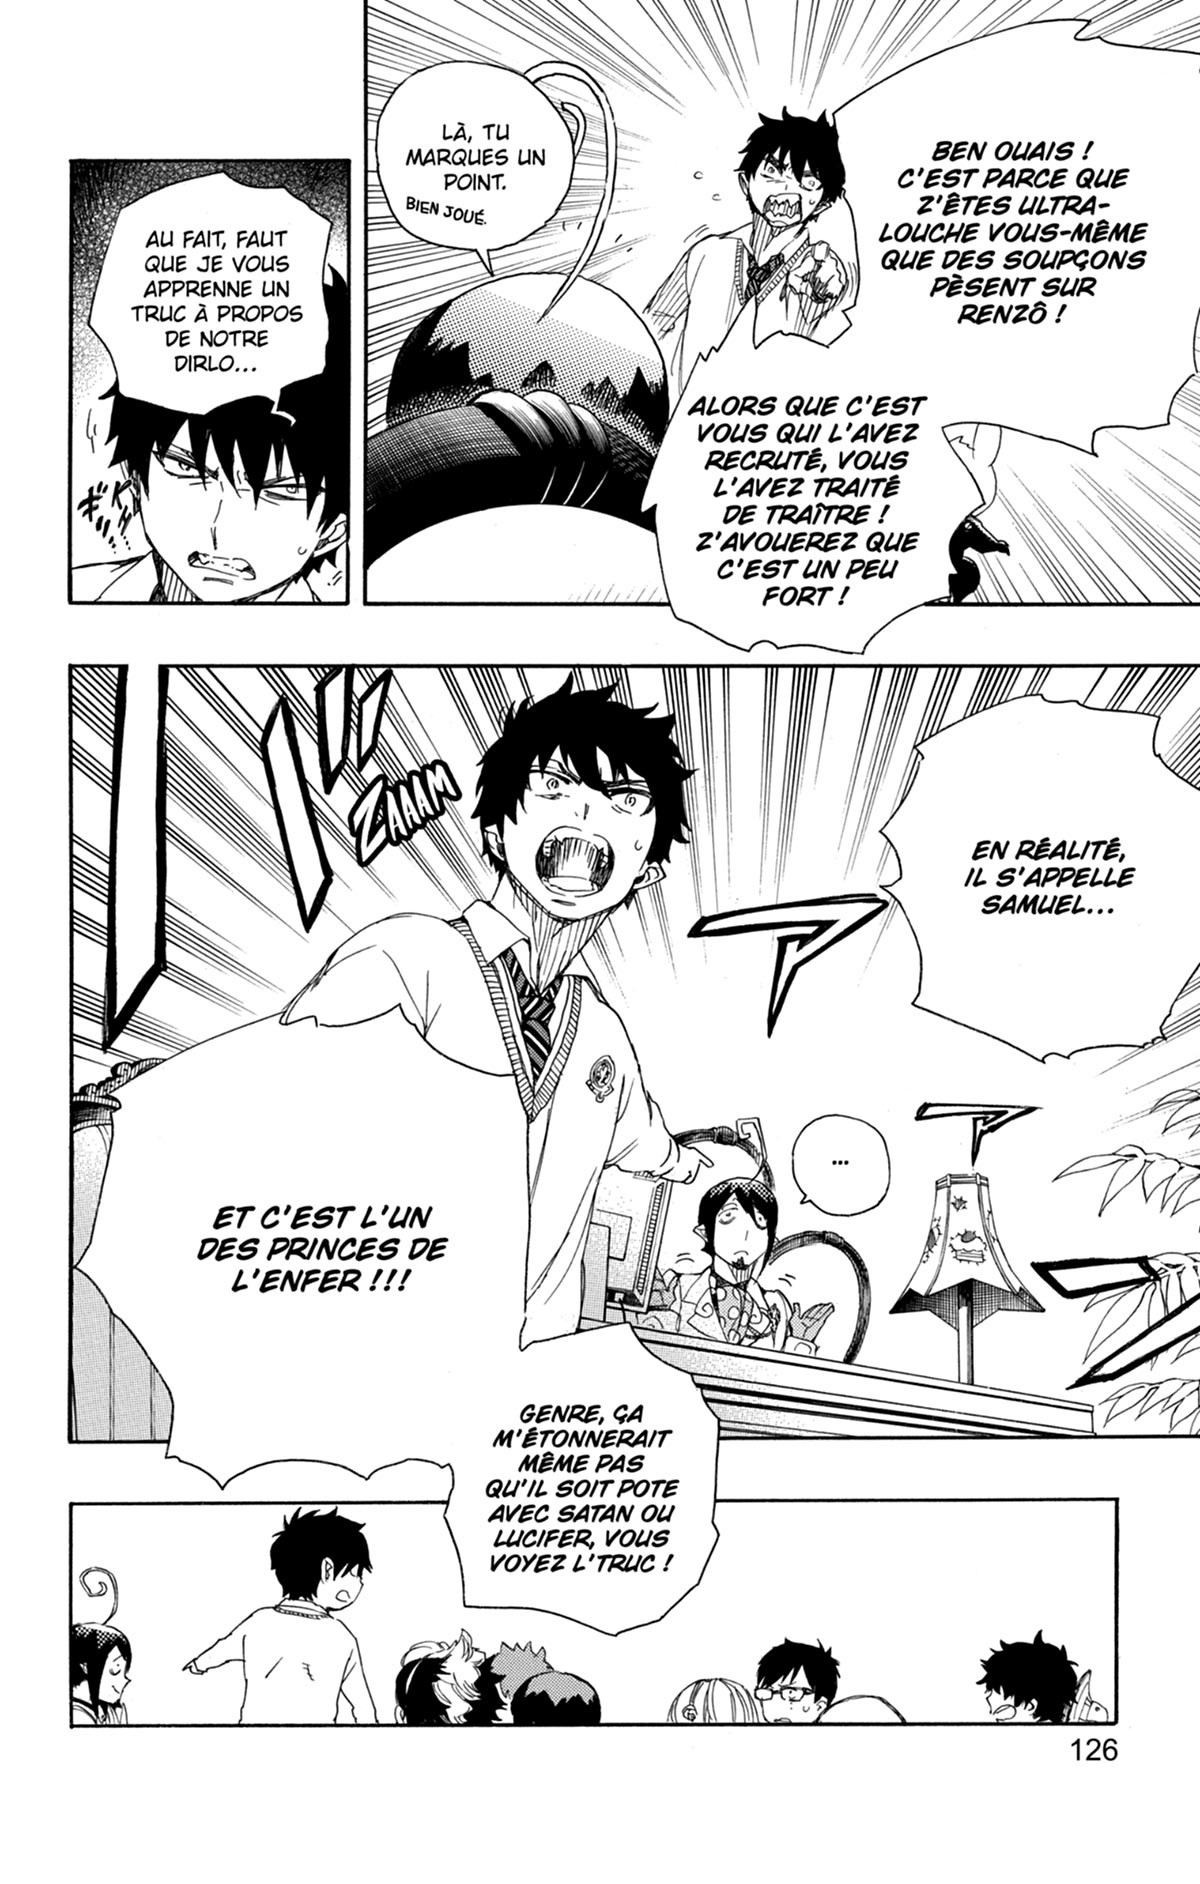 BEN OUAIS !
C'EST PARCE QUE
Z'ÊTES ULTRA-
LOUCHE VOUS-MÊME
QUE DES SOUPÇONS
PÈSENT SUR
RENZÔ !
ALORS QUE C'EST
VOUS QUI L'AVEZ
RECRUTÉ, VOUS
L'AVEZ TRAITÉ
DE TRAÎTRE !
Z'AVOUEREZ QUE
C'EST UN PEU
FORT !
LÀ, TU
MARQUES UN
POINT.
BIEN JOUÉ.
AU FAIT, FAUT
QUE JE VOUS
APPRENNE UN
TRUC À PROPOS
DE NOTRE
DIRLO...
EN RÉALITÉ,
IL S'APPELLE
SAMUEL...
ZAAAM
...
ET C'EST L'UN
DES PRINCES DE
L'ENFER !!!
GENRE, ÇA
M'ÉTONNERAIT
MÊME PAS
QU'IL SOIT POTE
AVEC SATAN OU
LUCIFER, VOUS
VOYEZ L'TRUC !
126